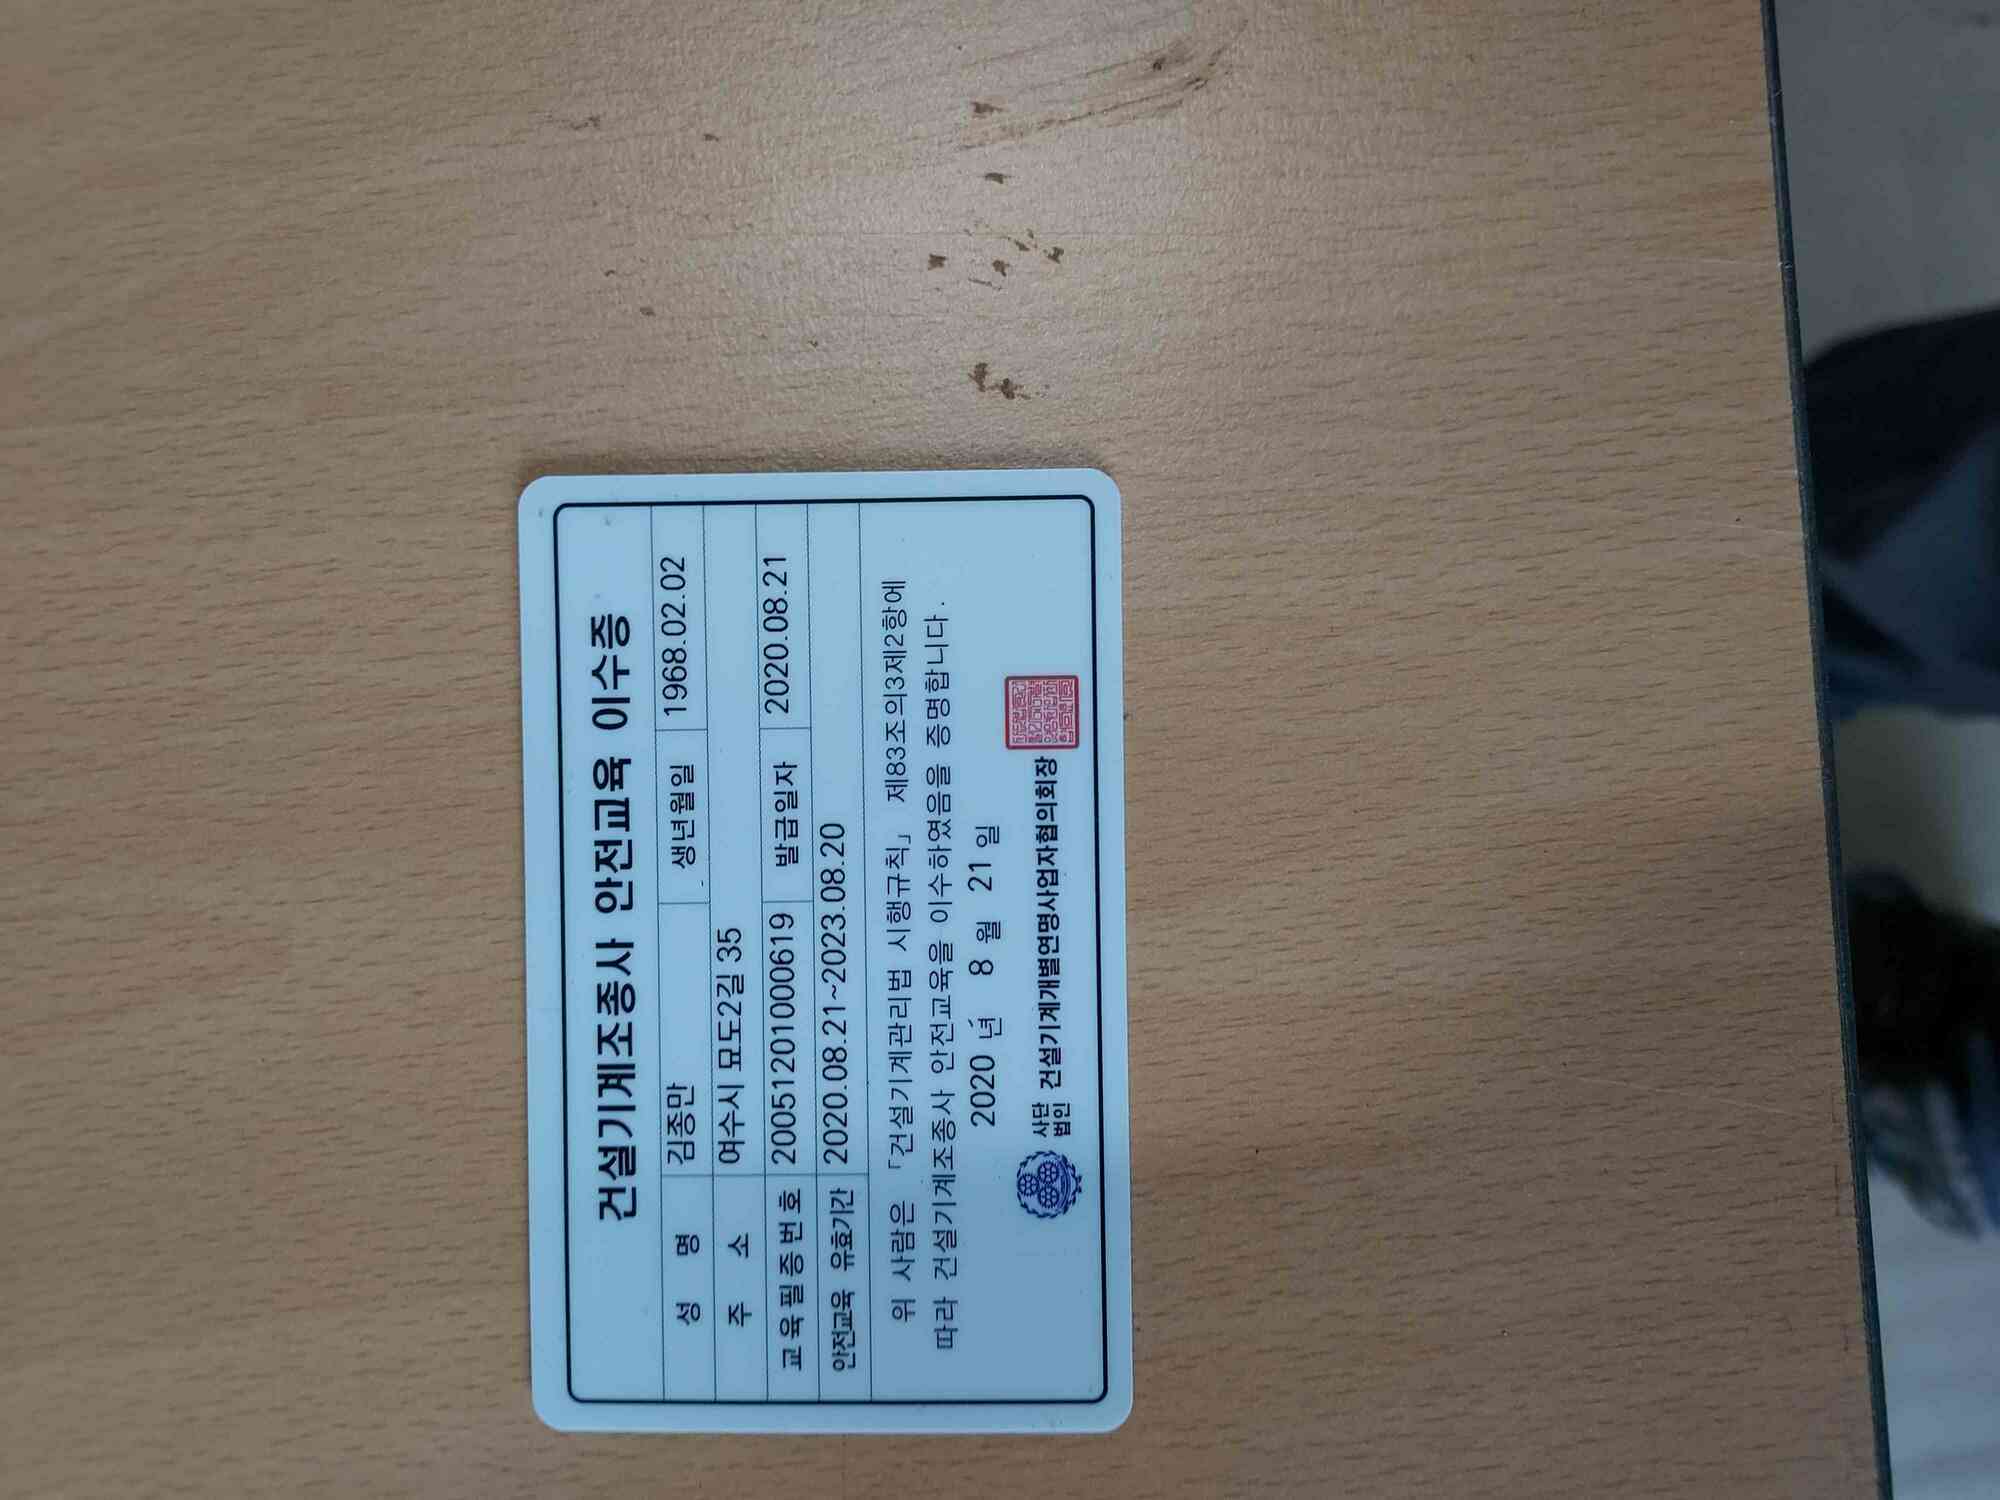 건설기계조종사 안전교육 이수증
성 명 김종만 생년월일 1968.02.02
주 소 여수시 묘도2길 35
교육필증번호 2005120101000619 발급일자 2020.08.21
안전교육 유효기간 2020.08.21~2023.08.20
위 사람은 「건설기계관리법 시행규칙」 제83조의3제2항에
따라 건설기계조종사 안전교육을 이수하였음을 증명합니다.
2020 년 8 월 21 일
사단법인 건설기계개별연명사업자협의회장